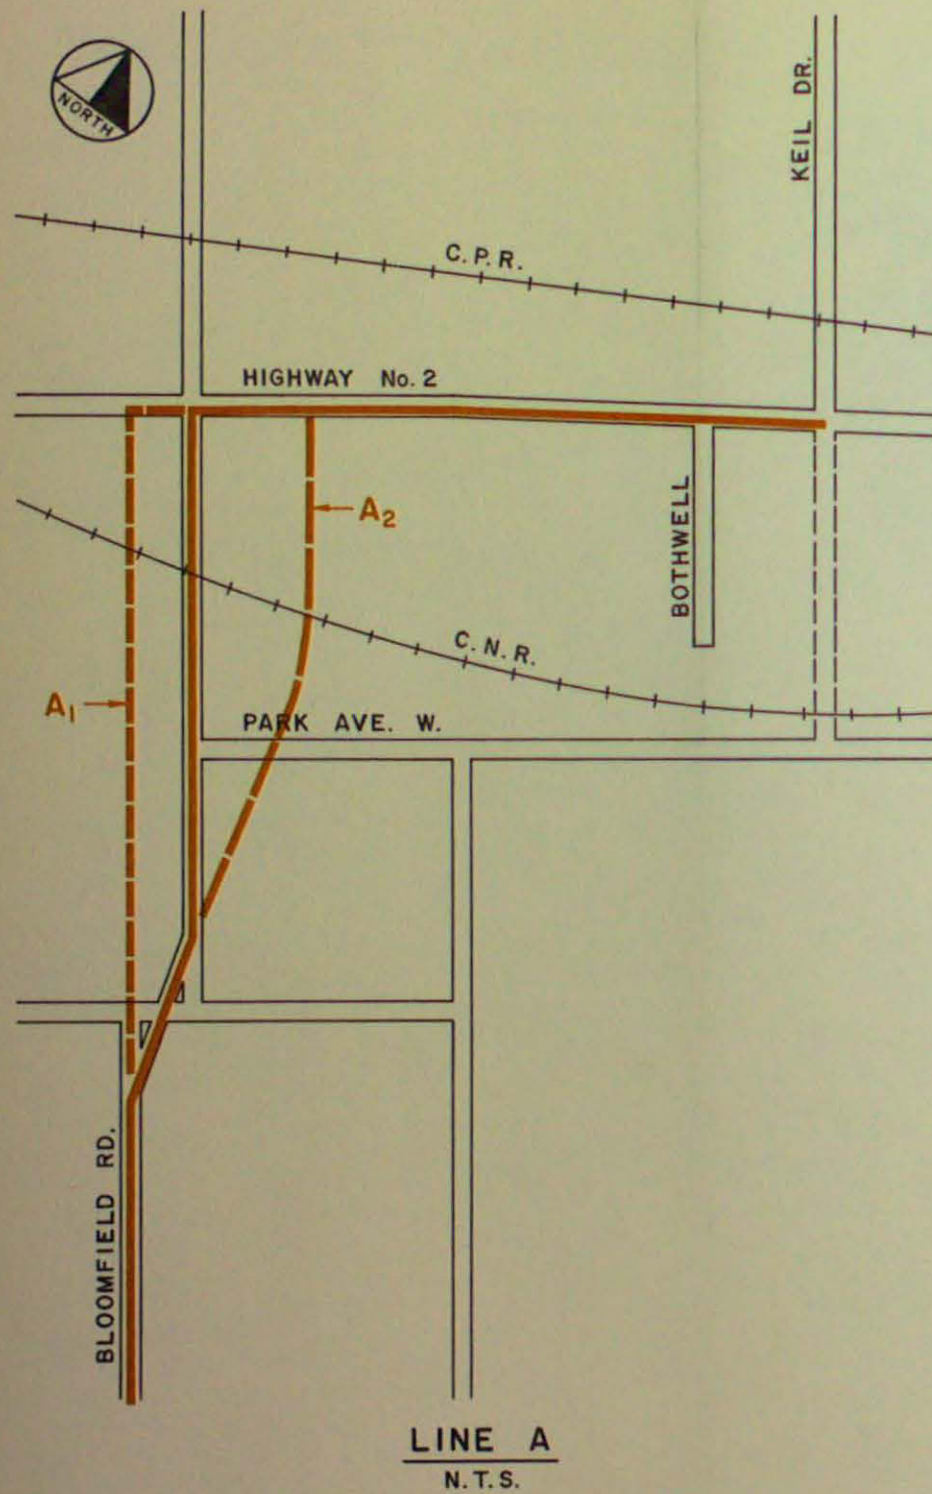 NORTH
KEIL DR.
C.P.R.
HIGHWAY No. 2
A2
BOTHWELL
C.N.R.
A1
PARK AVE. W.
BLOOMFIELD RD.
LINE A
N.T.S.